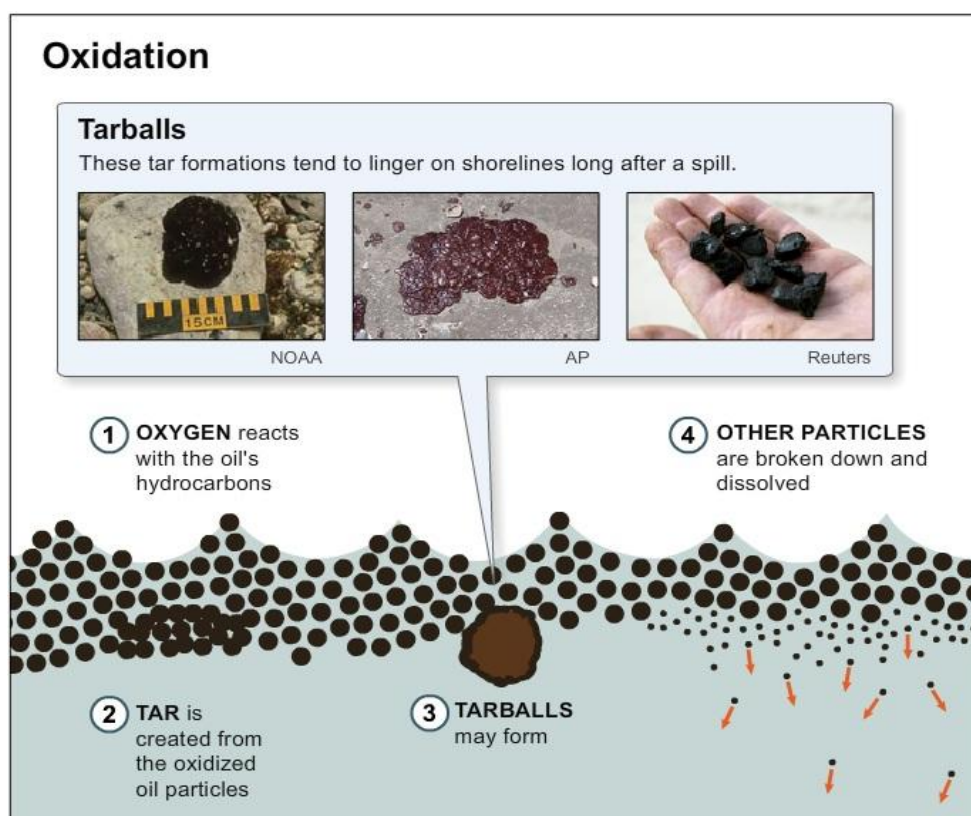 Oxidation
Tarballs
These tar formations tend to linger on shorelines long after a spill.
15CM
NOAA
AP
Reuters
1 OXYGEN reacts
with the oil's
hydrocarbons
4 OTHER PARTICLES
are broken down and
dissolved
2 TAR is
created from
the oxidized
oil particles
3 TARBALLS
may form